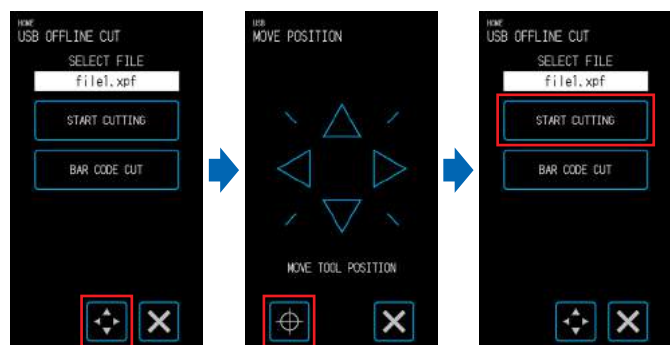 HOME
USB OFFLINE CUT
SELECT FILE
file1.xpf
START CUTTING
BAR CODE CUT
USB
MOVE POSITION
MOVE TOOL POSITION
HOME
USB OFFLINE CUT
SELECT FILE
file1.xpf
START CUTTING
BAR CODE CUT